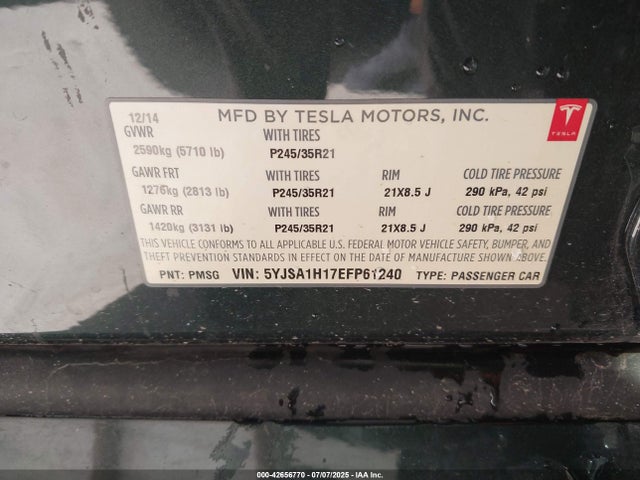 12/14 MFD BY TESLA MOTORS, INC.
TESLA
GVWR WITH TIRES
2590kg (5710 lb) P245/35R21
GAWR FRT WITH TIRES RIM COLD TIRE PRESSURE
1276kg (2813 lb) P245/35R21 21X8.5 J 290 kPa, 42 psi
GAWR RR WITH TIRES RIM COLD TIRE PRESSURE
1420kg (3131 lb) P245/35R21 21X8.5 J 290 kPa, 42 psi
THIS VEHICLE CONFORMS TO ALL APPLICABLE U.S. FEDERAL MOTOR VEHICLE SAFETY, BUMPER, AND
THEFT PREVENTION STANDARDS IN EFFECT ON THE DATE OF MANUFACTURE SHOWN ABOVE.
PNT: PMSG VIN: 5YJSA1H17EFP61240 TYPE: PASSENGER CAR
000-42656770 - 07/07/2025 - IAA Inc.